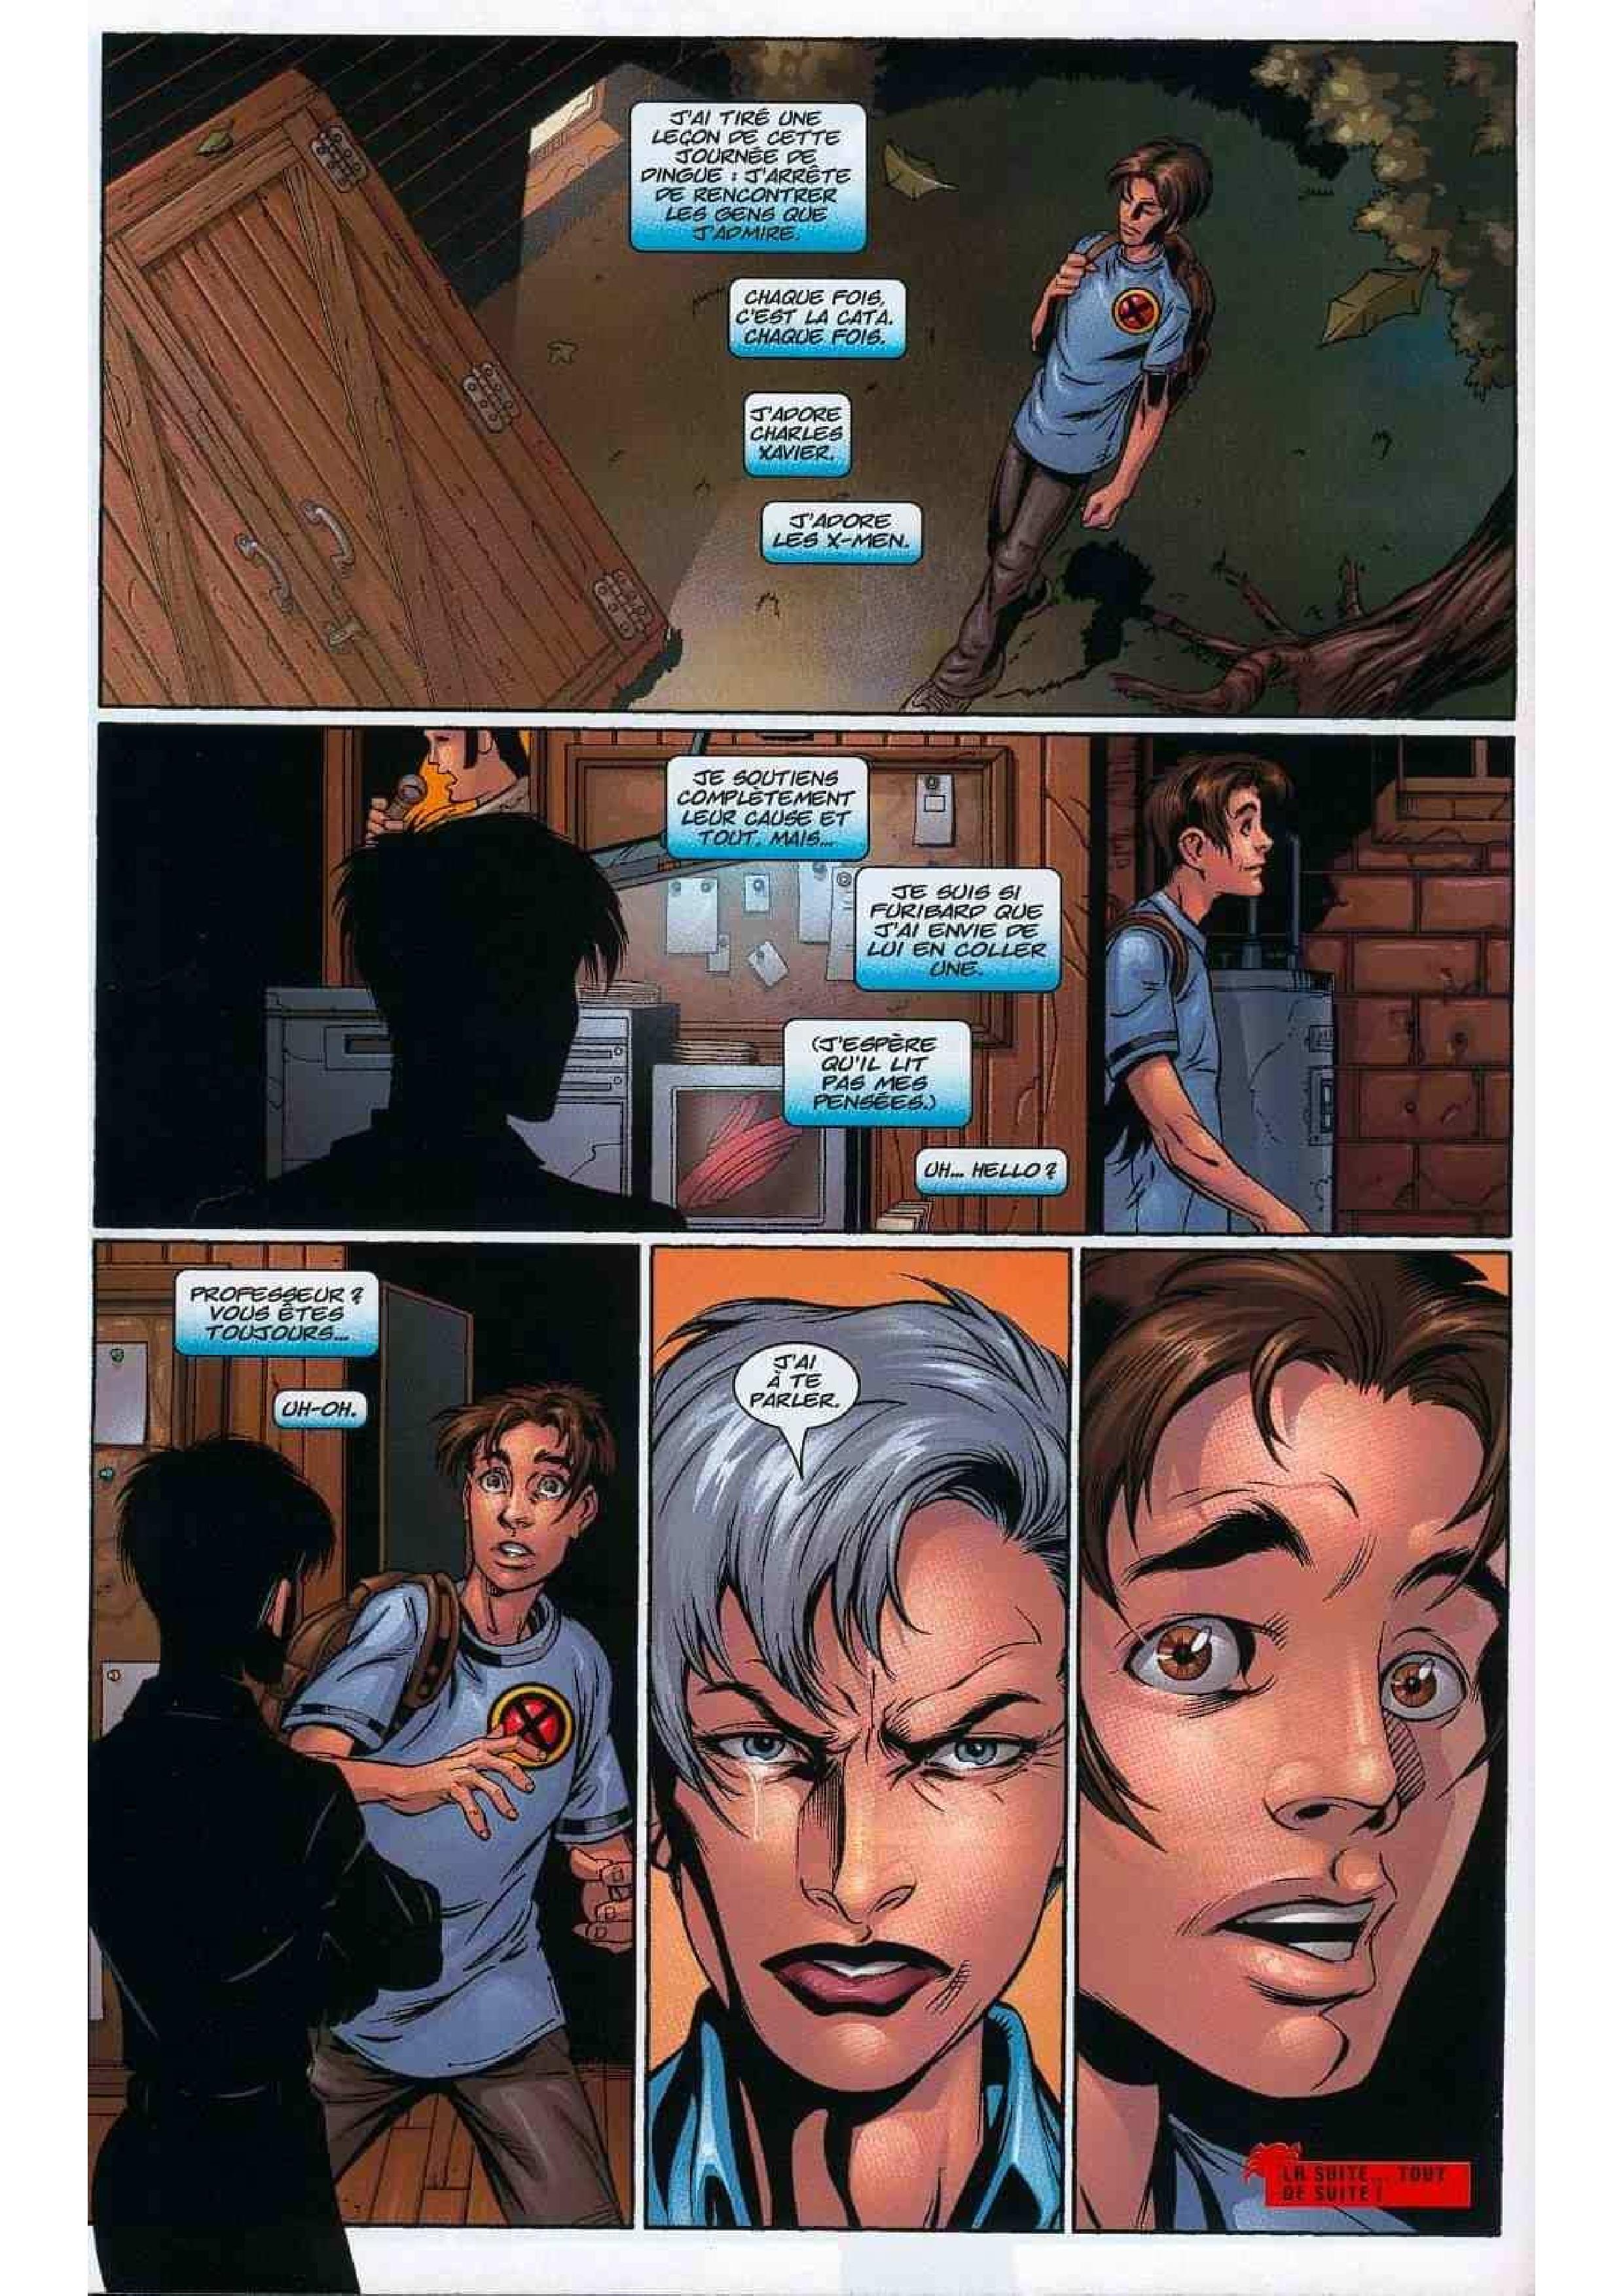 J'AI TIRÉ UNE
LEÇON DE CETTE
JOURNÉE DE
DINGUE : J'ARRÊTE
DE RENCONTRER
LES GENS QUE
J'ADMIRE.
CHAQUE FOIS,
C'EST LA CATA.
CHAQUE FOIS.
J'ADORE
CHARLES
XAVIER.
J'ADORE
LES X-MEN.
JE SOUTIENS
COMPLÈTEMENT
LEUR CAUSE ET
TOUT, MAIS...
JE SUIS SI
FURIBARD QUE
J'AI ENVIE DE
LUI EN COLLER
UNE.
(J'ESPÈRE
QU'IL LIT
PAS MES
PENSÉES.)
UH... HELLO ?
PROFESSEUR ?
VOUS ÊTES
TOUJOURS...
UH-OH.
J'AI
À TE
PARLER.
LA SUITE... TOUT
DE SUITE !